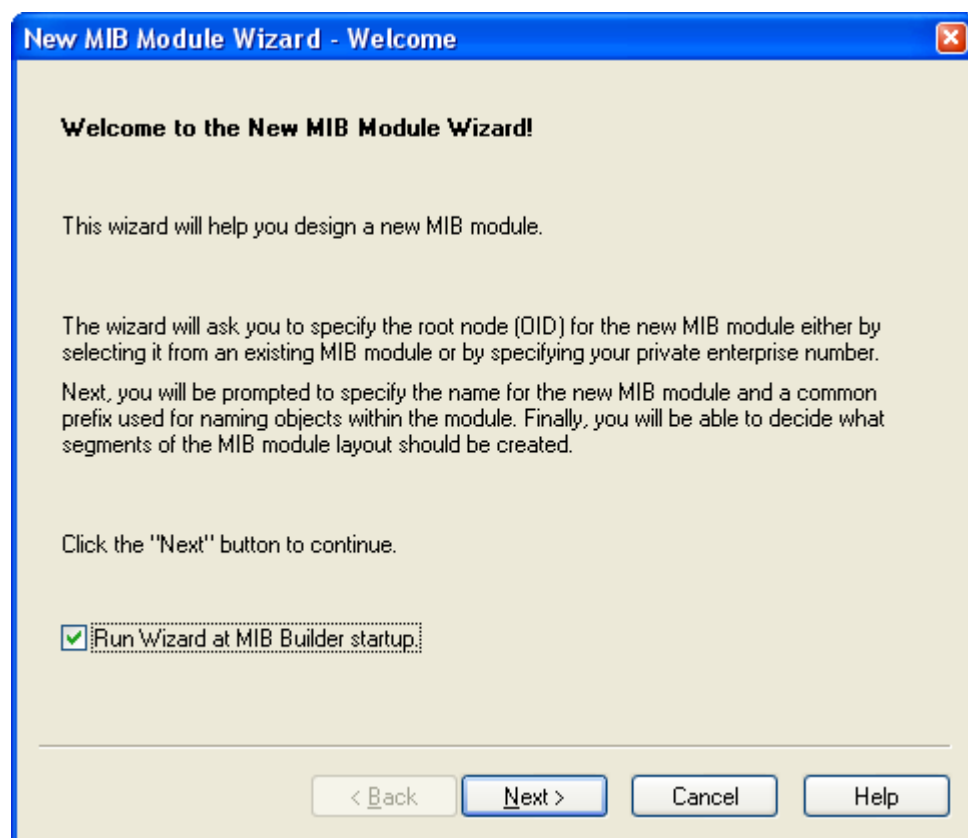 New MIB Module Wizard - Welcome
Welcome to the New MIB Module Wizard!
This wizard will help you design a new MIB module.
The wizard will ask you to specify the root node (OID) for the new MIB module either by
selecting it from an existing MIB module or by specifying your private enterprise number.
Next, you will be prompted to specify the name for the new MIB module and a common
prefix used for naming objects within the module. Finally, you will be able to decide what
segments of the MIB module layout should be created.
Click the "Next" button to continue.
Run Wizard at MIB Builder startup.
< Back Next > Cancel Help